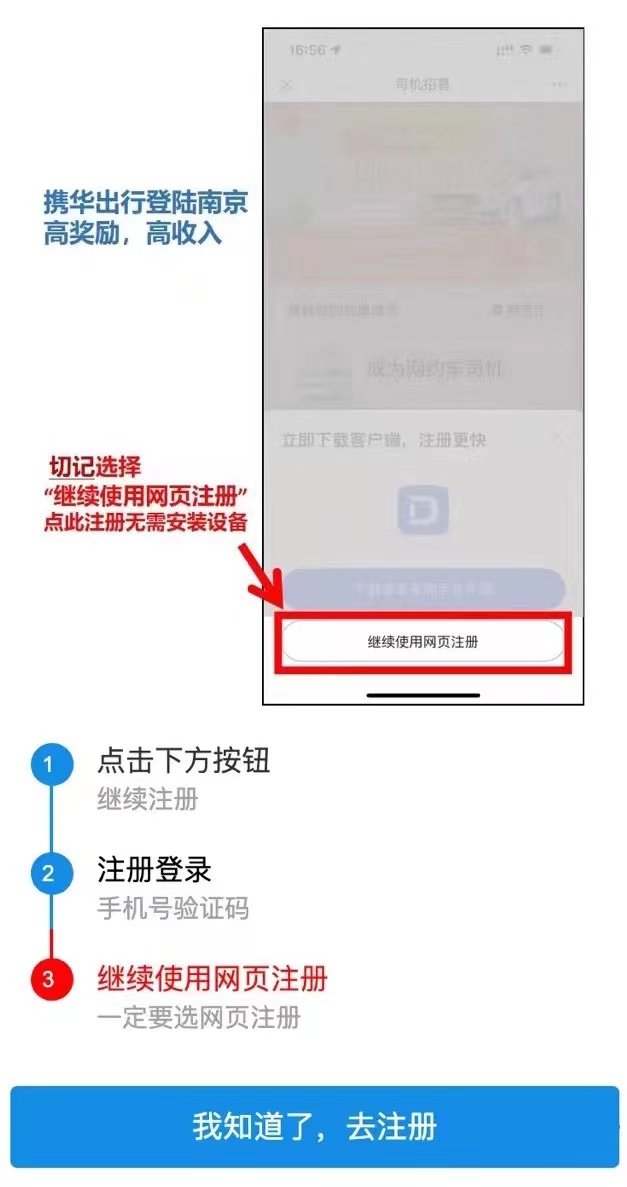 16:56
司机招募
携华出行登陆南京
高奖励，高收入
成为网约车司机
立即下载客户端，注册更快
切记选择
“继续使用网页注册”
点此注册无需安装设备
继续使用网页注册
1
点击下方按钮
继续注册
2
注册登录
手机号验证码
3
继续使用网页注册
一定要选网页注册
我知道了，去注册